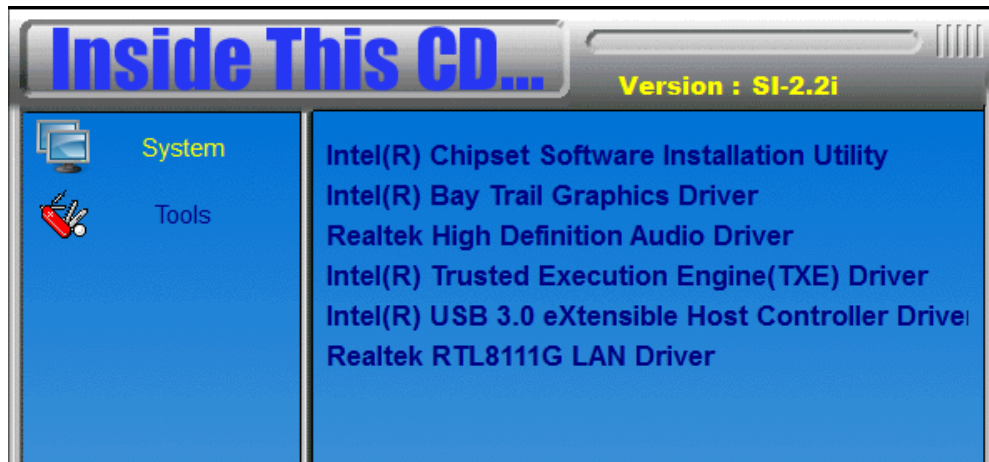 Inside This CD...
Version : SI-2.2i
System
Tools
Intel(R) Chipset Software Installation Utility
Intel(R) Bay Trail Graphics Driver
Realtek High Definition Audio Driver
Intel(R) Trusted Execution Engine(TXE) Driver
Intel(R) USB 3.0 eXtensible Host Controller Drive
Realtek RTL8111G LAN Driver